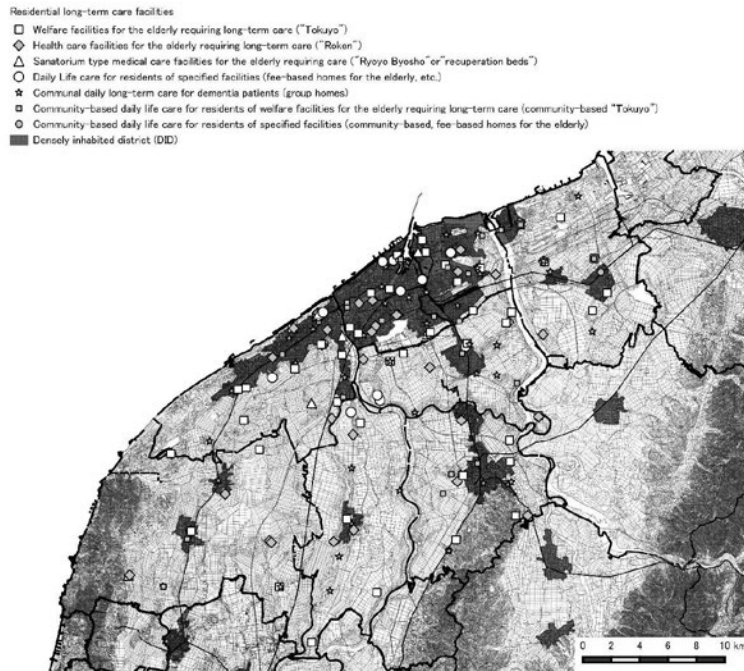 Residential long-term care facilities
Welfare facilities for the elderly requiring long-term care ("Tokuyo")
Health care facilities for the elderly requiring long-term care ("Roken")
Sanatorium type medical care facilities for the elderly requiring care ("Ryoyo Byosho" or "recuperation beds")
Daily Life care for residents of specified facilities (fee-based homes for the elderly, etc.)
Communal daily long-term care for dementia patients (group homes)
Community-based daily life care for residents of welfare facilities for the elderly requiring long-term care (community-based "Tokuyo")
Community-based daily life care for residents of specified facilities (community-based, fee-based homes for the elderly)
Densely inhabited district (DID)
0 2 4 6 8 10 km